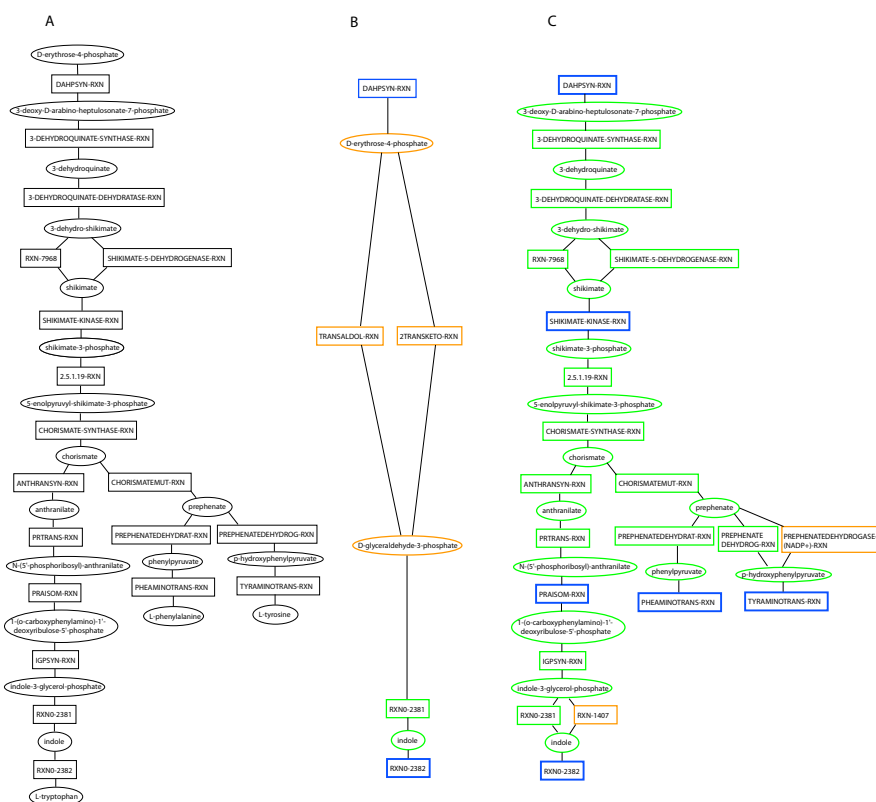 A
D-erythrose-4-phosphate
DAHPSYN-RXN
3-deoxy-D-arabino-heptulosonate-7-phosphate
3-DEHYDROQUINATE-SYNTHASE-RXN
3-dehydroquinate
3-DEHYDROQUINATE-DEHYDRATASE-RXN
3-dehydro-shikimate
RXN-7968
SHIKIMATE-5-DEHYDROGENASE-RXN
shikimate
SHIKIMATE-KINASE-RXN
shikimate-3-phosphate
2.5.1.19-RXN
5-enolpyruvyl-shikimate-3-phosphate
CHORISMATE-SYNTHASE-RXN
chorismate
ANTHRANSYN-RXN
CHORISMATEMUT-RXN
anthranilate
prephenate
PRTRANS-RXN
PREPHENATEDEHYDRAT-RXN
PREPHENATEDEHYDROG-RXN
N-(5'-phosphoribosyl)-anthranilate
phenylpyruvate
p-hydroxyphenylpyruvate
PRAISOM-RXN
PHEAMINOTRANS-RXN
TYRAMINOTRANS-RXN
1-(o-carboxyphenylamino)-1'-
deoxyribulose-5'-phosphate
L-phenylalanine
L-tyrosine
IGPSYN-RXN
indole-3-glycerol-phosphate
RXN0-2381
indole
RXN0-2382
L-tryptophan
B
DAHPSYN-RXN
D-erythrose-4-phosphate
TRANSALDOL-RXN
2TRANSKETO-RXN
D-glyceraldehyde-3-phosphate
RXN0-2381
indole
RXN0-2382
C
DAHPSYN-RXN
3-deoxy-D-arabino-heptulosonate-7-phosphate
3-DEHYDROQUINATE-SYNTHASE-RXN
3-dehydroquinate
3-DEHYDROQUINATE-DEHYDRATASE-RXN
3-dehydro-shikimate
RXN-7968
SHIKIMATE-5-DEHYDROGENASE-RXN
shikimate
SHIKIMATE-KINASE-RXN
shikimate-3-phosphate
2.5.1.19-RXN
5-enolpyruvyl-shikimate-3-phosphate
CHORISMATE-SYNTHASE-RXN
chorismate
ANTHRANSYN-RXN
CHORISMATEMUT-RXN
anthranilate
prephenate
PRTRANS-RXN
PREPHENATEDEHYDRAT-RXN
PREPHENATE
DEHYDROG-RXN
PREPHENATEDEHYDROGASE-
(NADP+)-RXN
N-(5'-phosphoribosyl)-anthranilate
phenylpyruvate
p-hydroxyphenylpyruvate
PRAISOM-RXN
PHEAMINOTRANS-RXN
TYRAMINOTRANS-RXN
1-(o-carboxyphenylamino)-1'-
deoxyribulose-5'-phosphate
IGPSYN-RXN
indole-3-glycerol-phosphate
RXN0-2381
RXN-1407
indole
RXN0-2382